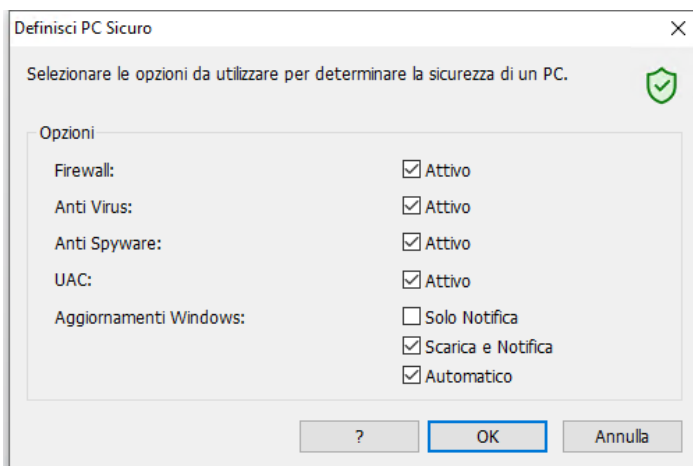 Definisci PC Sicuro
Selezionare le opzioni da utilizzare per determinare la sicurezza di un PC.
Opzioni
Firewall: Attivo
Anti Virus: Attivo
Anti Spyware: Attivo
UAC: Attivo
Aggiornamenti Windows: Solo Notifica
Scarica e Notifica
Automatico
? OK Annulla